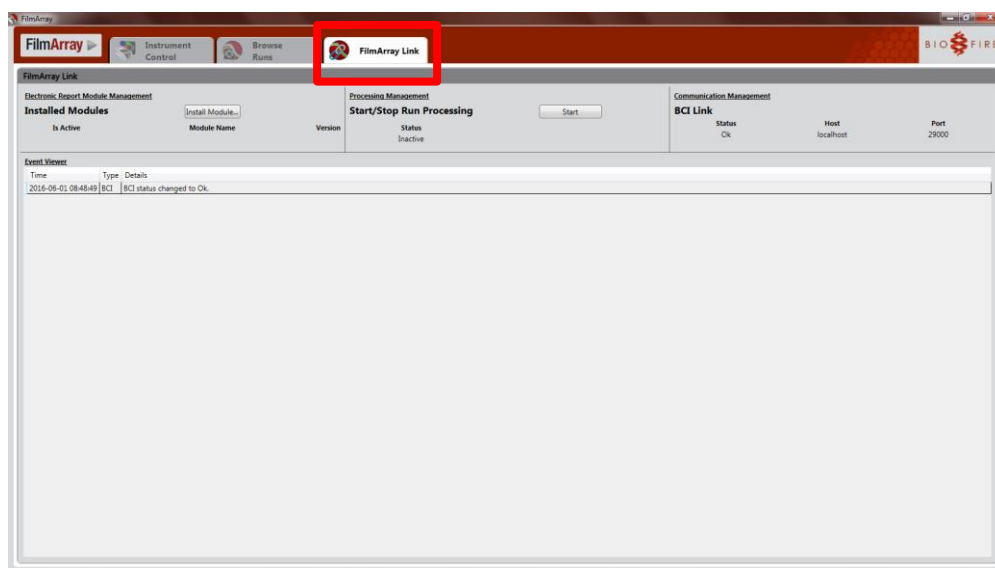 FilmArray
FilmArray
Instrument
Control
Browse
Runs
FilmArray Link
BIO FIRE
FilmArray Link
Electronic Report Module Management
Installed Modules
Install Module...
Is Active Module Name Version
Processing Management
Start/Stop Run Processing
Start
Status
Inactive
Communication Management
BCI Link
Status Host Port
Ok localhost 29000
Event Viewer
Time Type Details
2016-06-01 08:48:49 BCI BCI status changed to Ok.